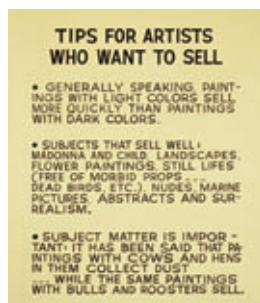 TIPS FOR ARTISTS
WHO WANT TO SELL
• GENERALLY SPEAKING, PAINT-
INGS WITH LIGHT COLORS SELL
MORE QUICKLY THAN PAINTINGS
WITH DARK COLORS.
• SUBJECTS THAT SELL WELL:
MADONNA AND CHILD, LANDSCAPES,
FLOWER PAINTINGS, STILL LIFES
(FREE OF MORBID PROPS ...
DEAD BIRDS, ETC.), NUDES, MARINE
PICTURES, ABSTRACTS AND SUR-
REALISM.
• SUBJECT MATTER IS IMPOR -
TANT: IT HAS BEEN SAID THAT PA-
INTINGS WITH COWS AND HENS
IN THEM COLLECT DUST
... WHILE THE SAME PAINTINGS
WITH BULLS AND ROOSTERS SELL.